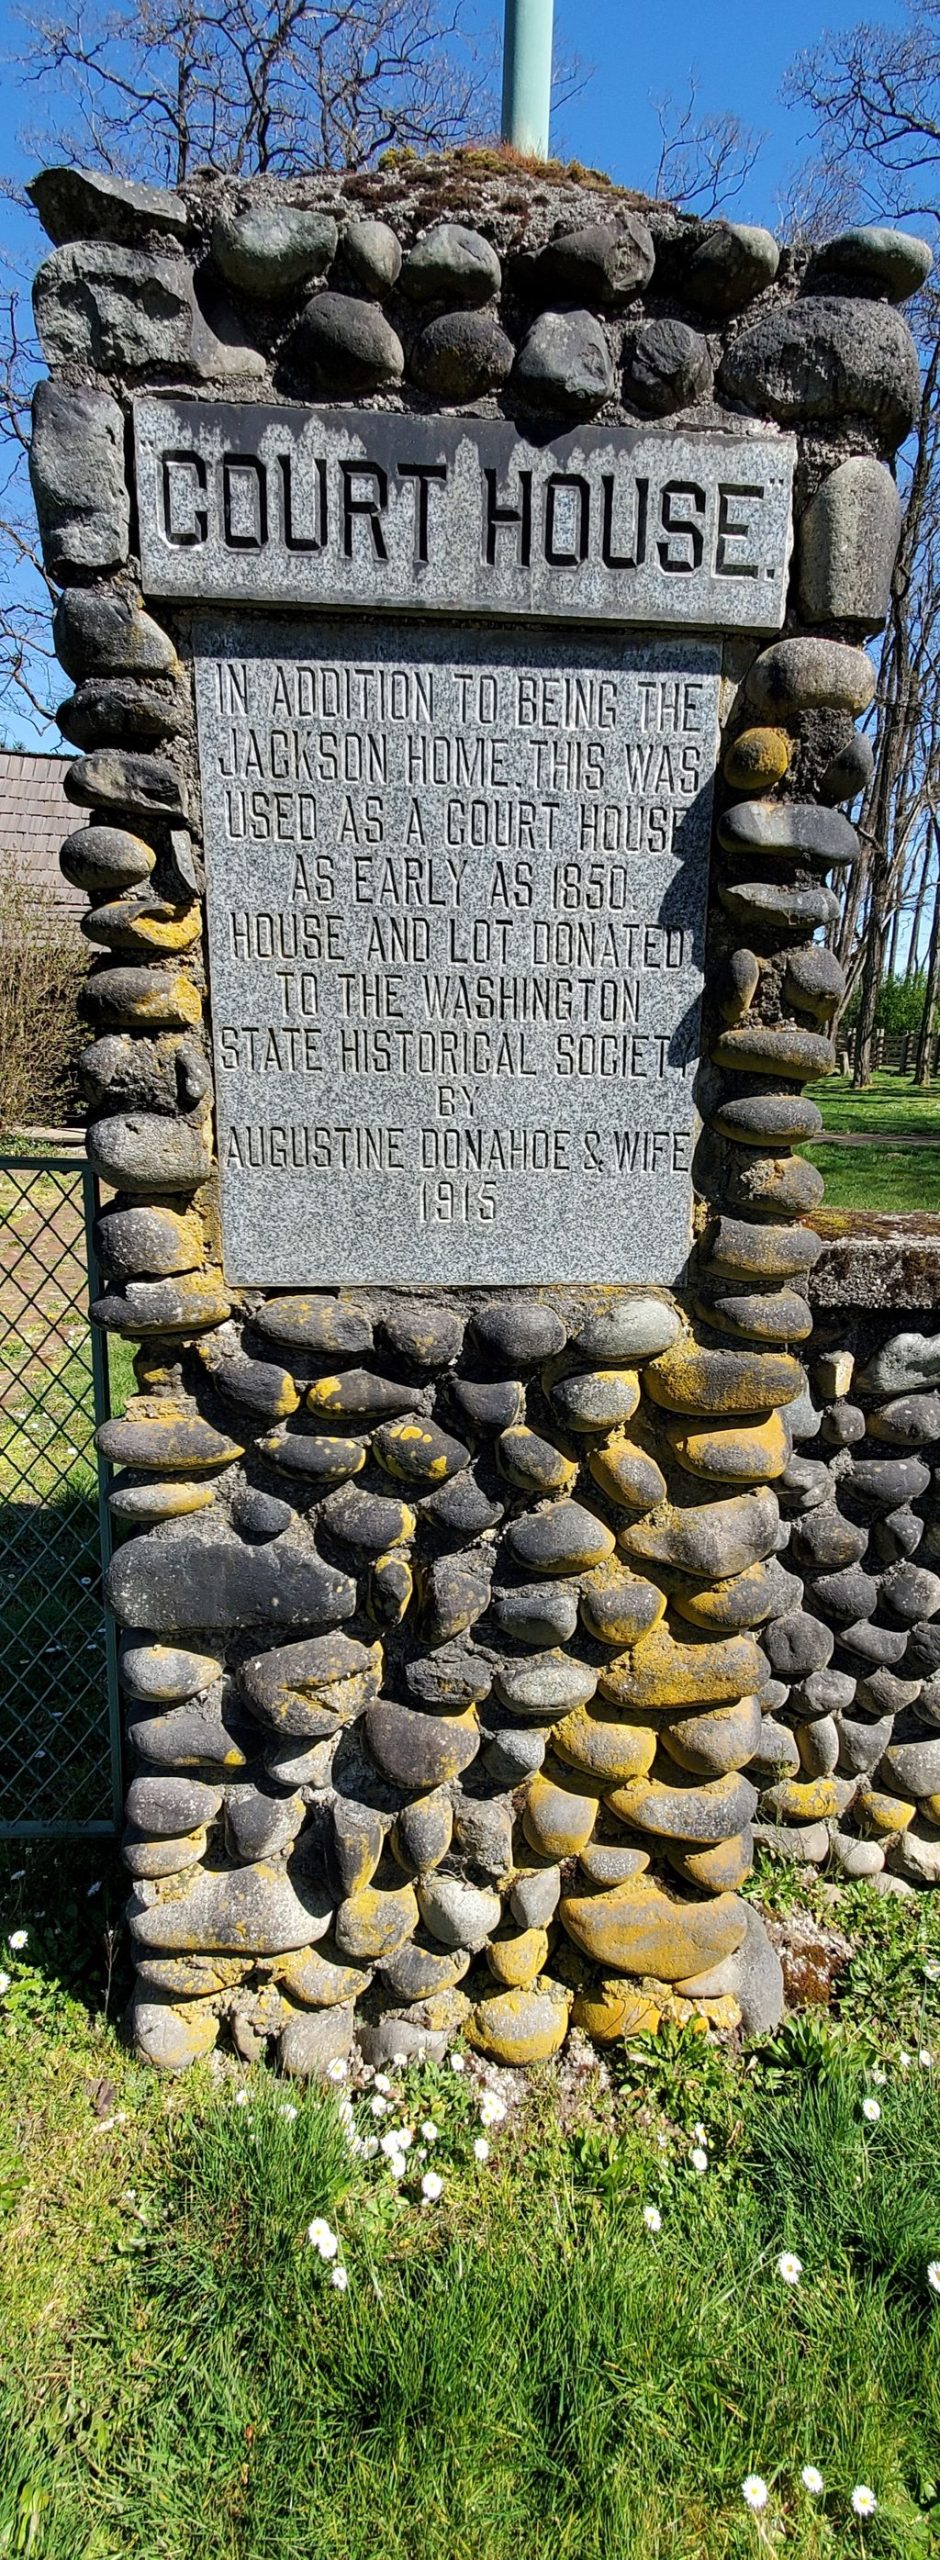 "COURT HOUSE."
IN ADDITION TO BEING THE
JACKSON HOME. THIS WAS
USED AS A COURT HOUSE
AS EARLY AS 1850.
HOUSE AND LOT DONATED
TO THE WASHINGTON
STATE HISTORICAL SOCIETY
BY
AUGUSTINE DONAHOE & WIFE
1915